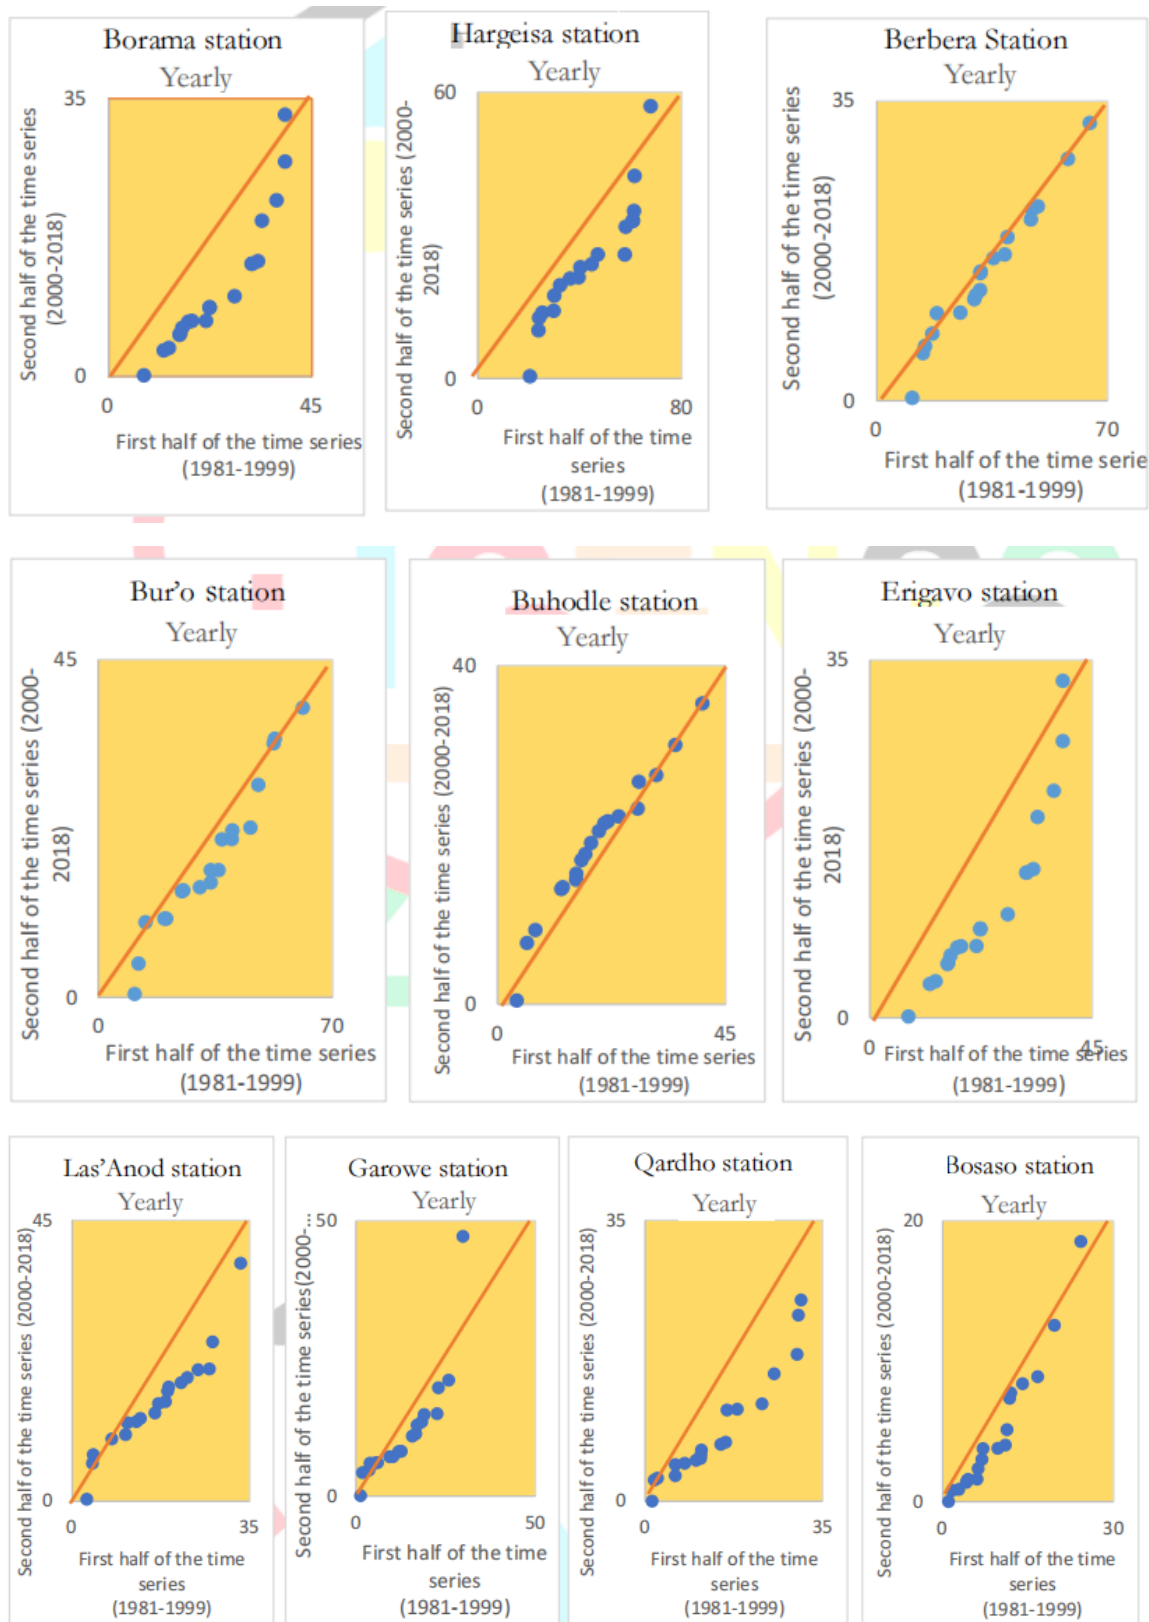 Borama station
Yearly
Second half of the time series
(2000-2018)
35
0
0
45
First half of the time series
(1981-1999)
Hargeisa station
Yearly
Second half of the time series (2000-
2018)
60
0
0
80
First half of the time
series
(1981-1999)
Berbera Station
Yearly
Second half of the time series
(2000-2018)
35
0
0
70
First half of the time serie
(1981-1999)
Bur'o station
Yearly
Second half of the time series (2000-
2018)
45
0
0
70
First half of the time series
(1981-1999)
Buhodle station
Yearly
Second half of the time series (2000-2018)
40
0
0
45
First half of the time series
(1981-1999)
Erigavo station
Yearly
Second half of the time series (2000-
2018)
35
0
0
45
First half of the time series
(1981-1999)
Las'Anod station
Yearly
Second half of the time series (2000-2018)
45
0
0
35
First half of the time
series
(1981-1999)
Garowe station
Yearly
Second half of the time series(2000-...
50
0
0
50
First half of the time
series
(1981-1999)
Qardho station
Yearly
Second half of the time series (2000-2018)
35
0
0
35
First half of the time
series
(1981-1999)
Bosaso station
Yearly
Second half of the time series (2000-2018)
20
0
0
30
First half of the time
series
(1981-1999)